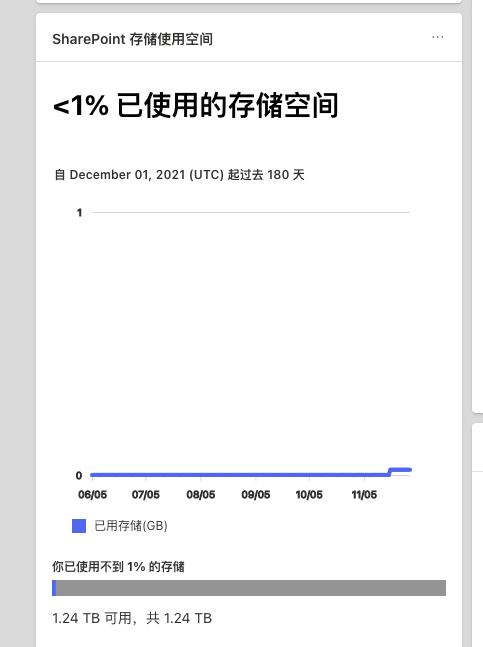 SharePoint 存储使用空间
...
<1% 已使用的存储空间
自 December 01, 2021 (UTC) 起过去 180 天
1
0
06/05 07/05 08/05 09/05 10/05 11/05
已用存储(GB)
你已使用不到 1% 的存储
1.24 TB 可用，共 1.24 TB